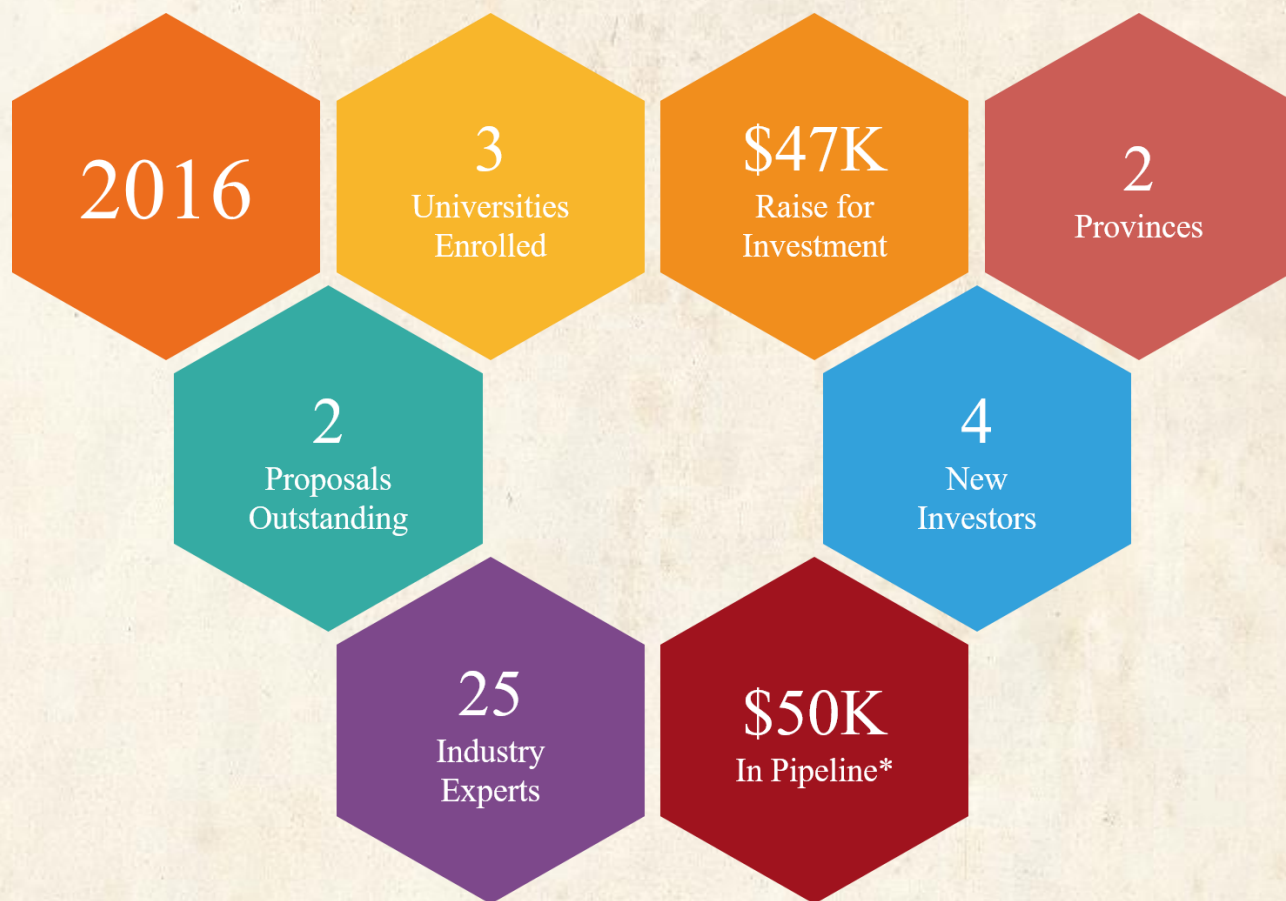 2016
3
Universities
Enrolled
$47K
Raise for
Investment
2
Provinces
2
Proposals
Outstanding
4
New
Investors
25
Industry
Experts
$50K
In Pipeline*